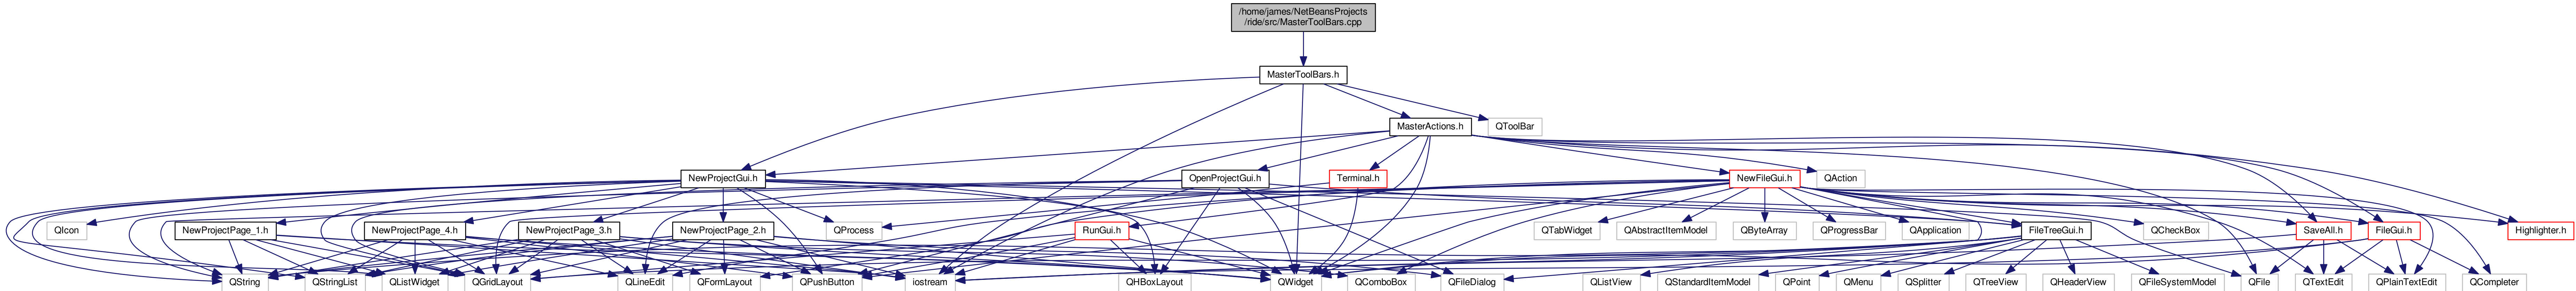 /home/james/NetBeansProjects
/ride/src/MasterToolBars.cpp
MasterToolBars.h
MasterActions.h
QToolBar
NewProjectGui.h
OpenProjectGui.h
Terminal.h
NewFileGui.h
QAction
QIcon
NewProjectPage_1.h
NewProjectPage_4.h
NewProjectPage_3.h
NewProjectPage_2.h
QProcess
RunGui.h
QTabWidget
QAbstractItemModel
QByteArray
QProgressBar
QApplication
FileTreeGui.h
QCheckBox
SaveAll.h
FileGui.h
Highlighter.h
QString
QStringList
QListWidget
QGridLayout
QLineEdit
QFormLayout
QPushButton
iostream
QHBoxLayout
QWidget
QComboBox
QFileDialog
QListView
QStandardItemModel
QPoint
QMenu
QSplitter
QTreeView
QHeaderView
QFileSystemModel
QFile
QTextEdit
QPlainTextEdit
QCompleter